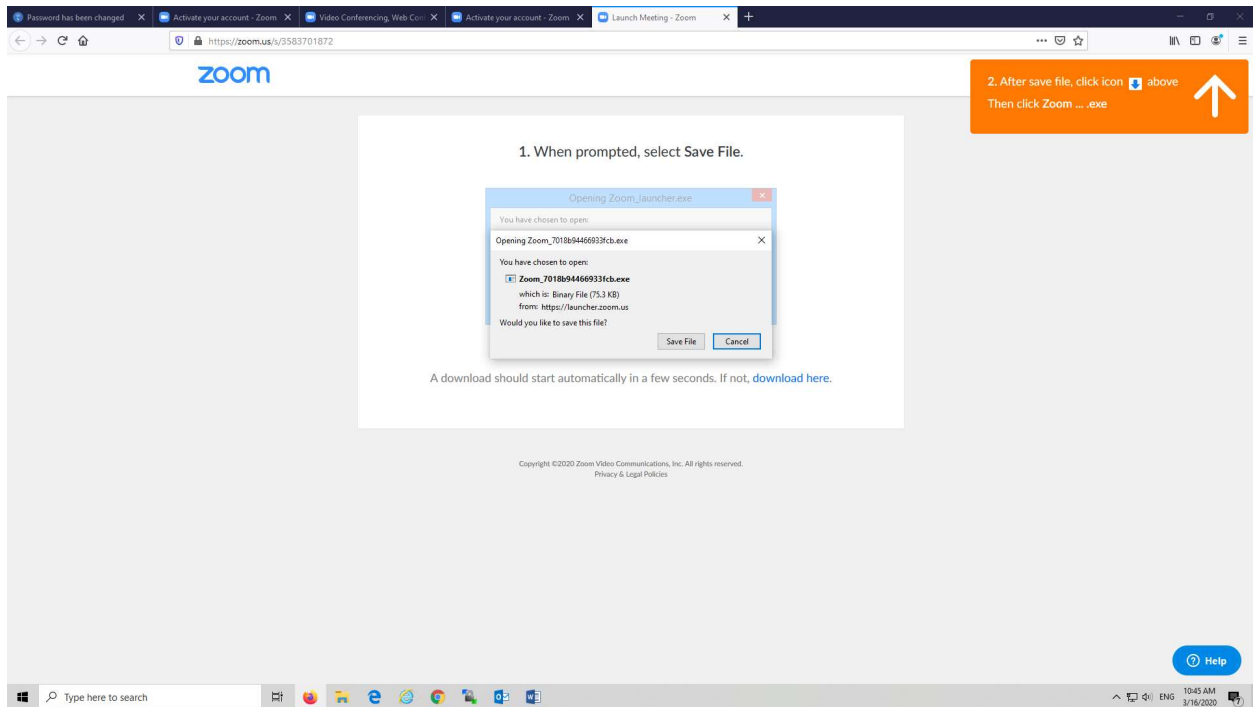 Password has been changed
Activate your account - Zoom
Video Conferencing, Web Conf
Activate your account - Zoom
Launch Meeting - Zoom
https://zoom.us/s/3583701872
zoom
2. After save file, click icon above
Then click Zoom ... .exe
1. When prompted, select Save File.
Opening Zoom_launcher.exe
You have chosen to open:
Opening Zoom_7018b94466933fcb.exe
You have chosen to open:
Zoom_7018b94466933fcb.exe
which is: Binary File (75.3 KB)
from: https://launcher.zoom.us
Would you like to save this file?
Save File Cancel
A download should start automatically in a few seconds. If not, download here.
Copyright ©2020 Zoom Video Communications, Inc. All rights reserved.
Privacy & Legal Policies
Help
Type here to search
ENG
10:45 AM
3/16/2020